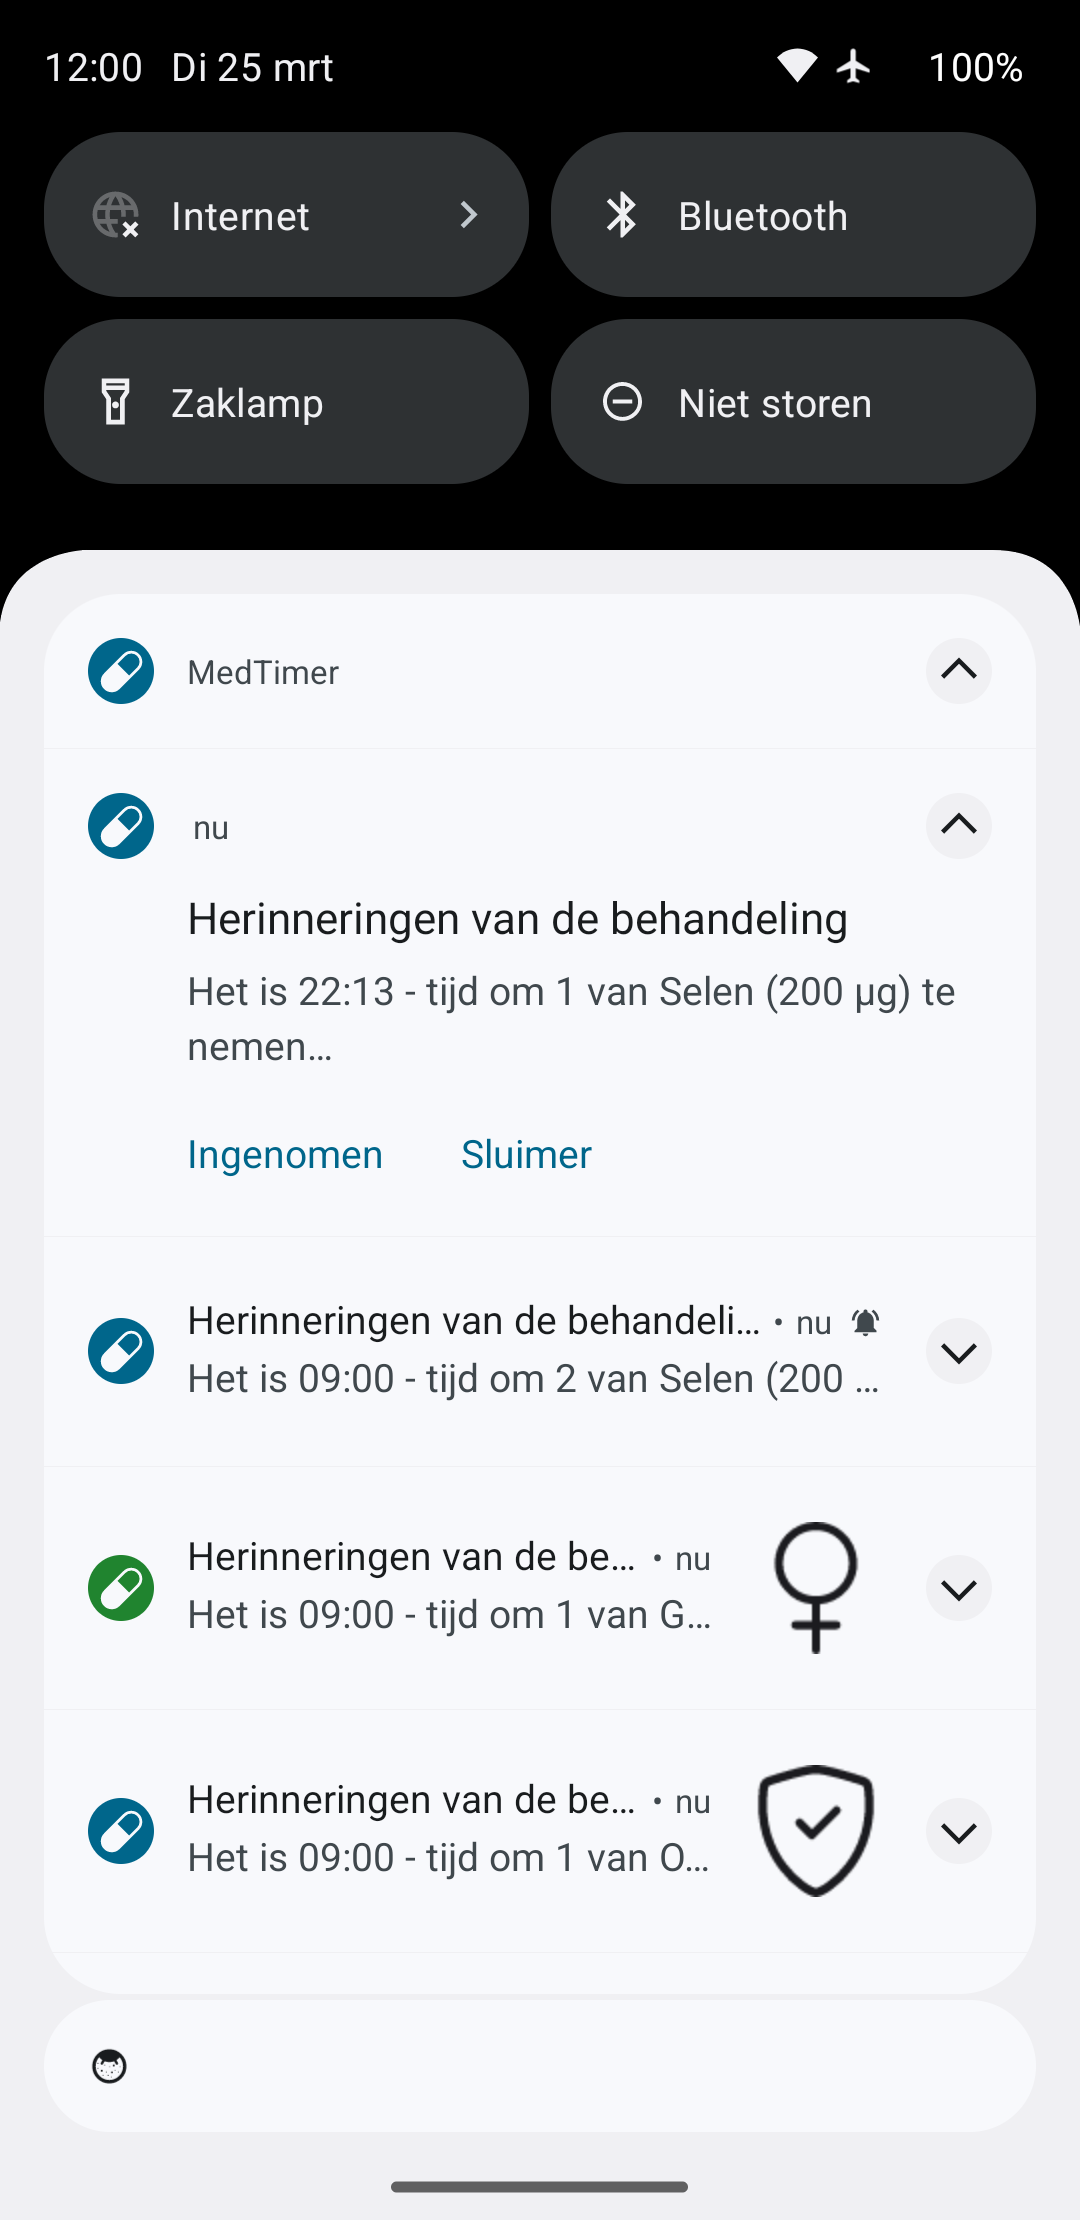 12:00 Di 25 mrt 100%
Internet Bluetooth
Zaklamp Niet storen
MedTimer
nu
Herinneringen van de behandeling
Het is 22:13 - tijd om 1 van Selen (200 µg) te
nemen…
Ingenomen Sluimer
Herinneringen van de behandeli… • nu
Het is 09:00 - tijd om 2 van Selen (200 …
Herinneringen van de be… • nu
Het is 09:00 - tijd om 1 van G…
Herinneringen van de be… • nu
Het is 09:00 - tijd om 1 van O…